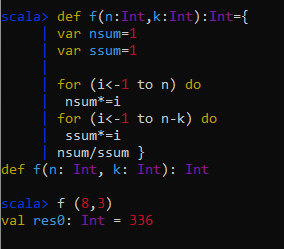 scala> def f(n:Int,k:Int):Int={
| var nsum=1
| var ssum=1
|
| for (i<-1 to n) do
| nsum*=i
| for (i<-1 to n-k) do
| ssum*=i
| nsum/ssum }
def f(n: Int, k: Int): Int
scala> f (8,3)
val res0: Int = 336